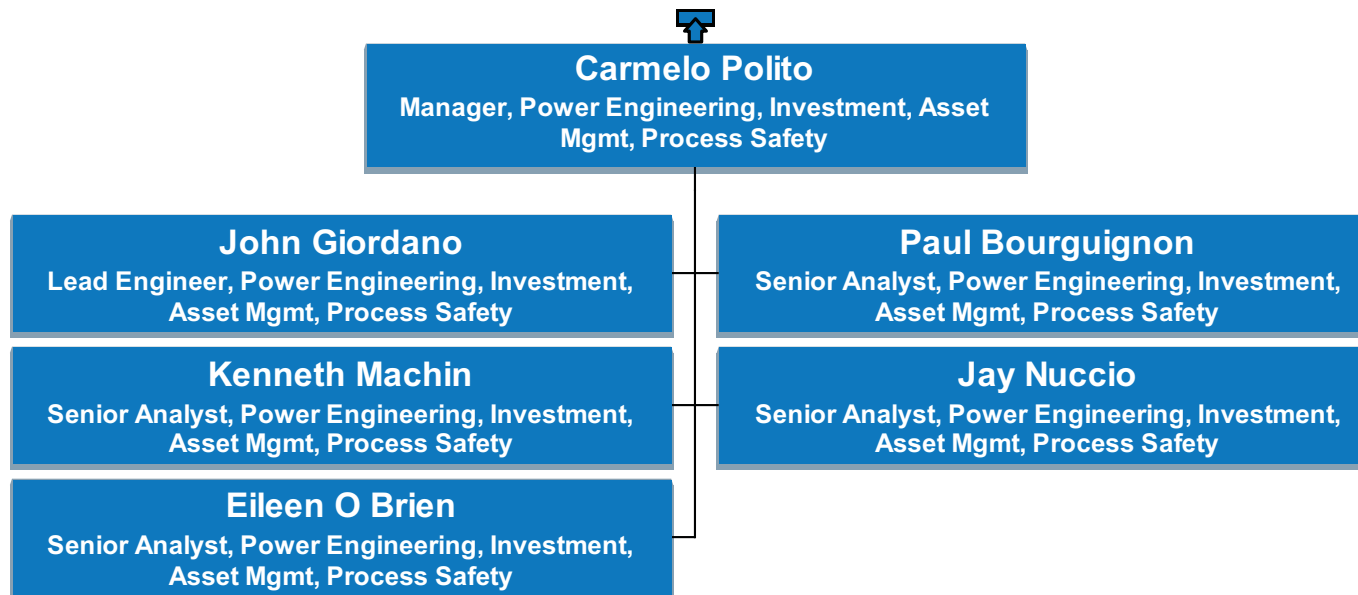 Carmelo Polito
Manager, Power Engineering, Investment, Asset
Mgmt, Process Safety
John Giordano
Lead Engineer, Power Engineering, Investment,
Asset Mgmt, Process Safety
Paul Bourguignon
Senior Analyst, Power Engineering, Investment,
Asset Mgmt, Process Safety
Kenneth Machin
Senior Analyst, Power Engineering, Investment,
Asset Mgmt, Process Safety
Jay Nuccio
Senior Analyst, Power Engineering, Investment,
Asset Mgmt, Process Safety
Eileen O Brien
Senior Analyst, Power Engineering, Investment,
Asset Mgmt, Process Safety